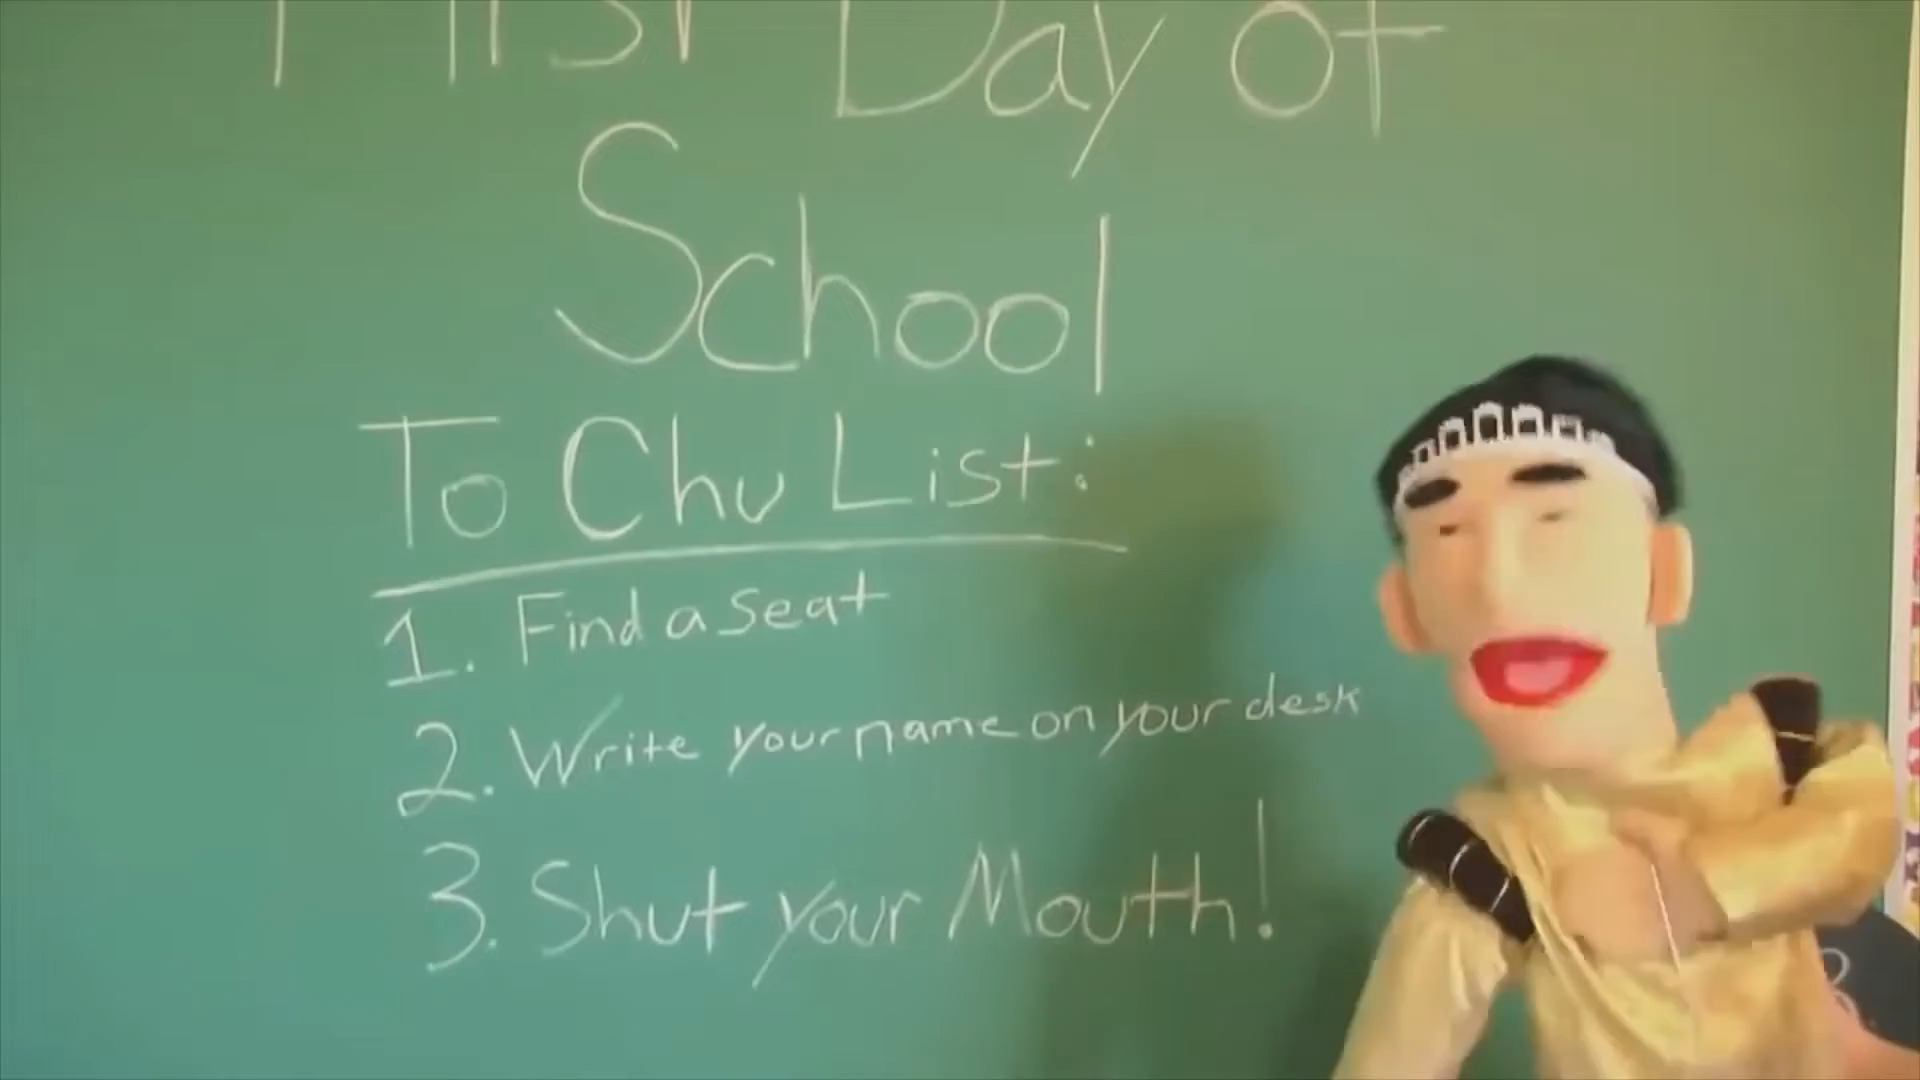 First Day of
School
To Chu List:
1. Find a seat
2. Write your name on your desk
3. Shut your Mouth!